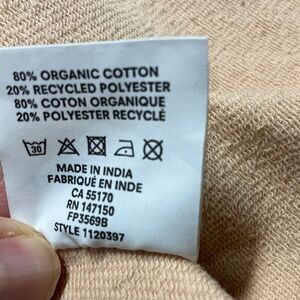 80% ORGANIC COTTON
20% RECYCLED POLYESTER
80% COTON ORGANIQUE
20% POLYESTER RECYCLÉ
30
MADE IN INDIA
FABRIQUÉ EN INDE
CA 55170
RN 147150
FP3569B
STYLE 1120397